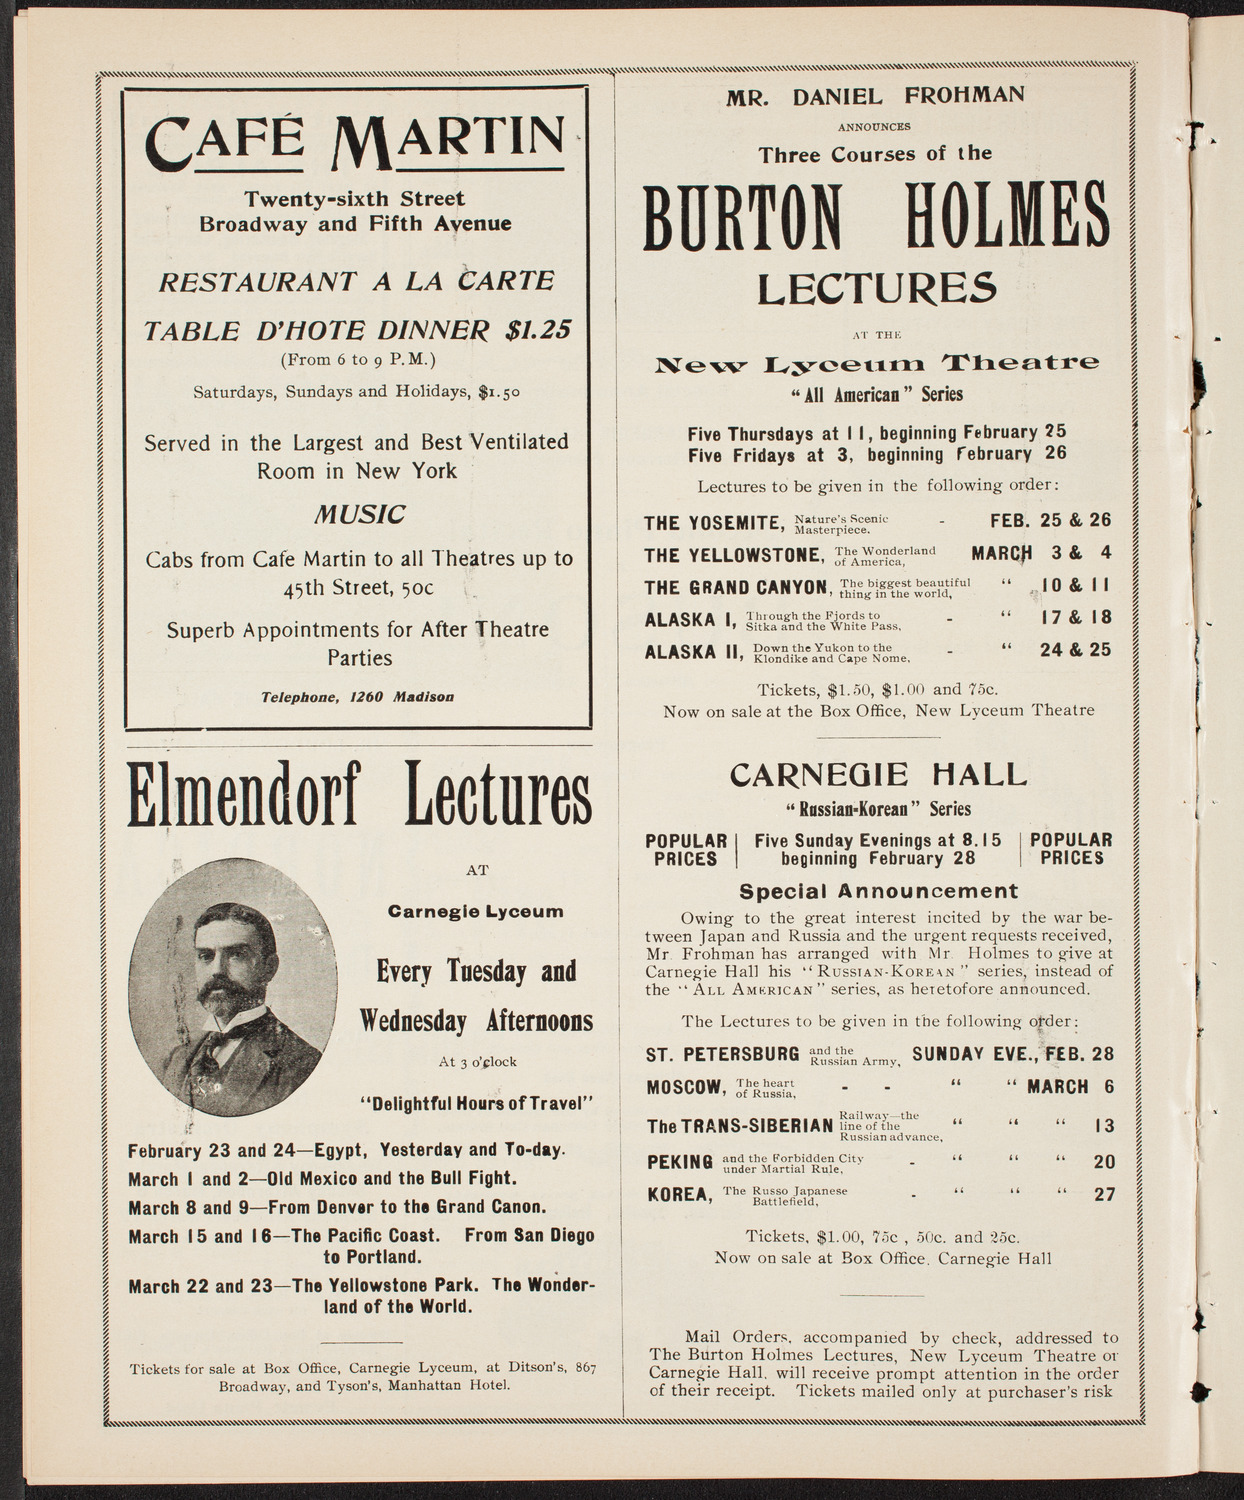 CAFÉ MARTIN
Twenty-sixth Street
Broadway and Fifth Avenue
RESTAURANT A LA CARTE
TABLE D'HOTE DINNER $1.25
(From 6 to 9 P.M.)
Saturdays, Sundays and Holidays, $1.50
Served in the Largest and Best Ventilated
Room in New York
MUSIC
Cabs from Cafe Martin to all Theatres up to
45th Street, 50c
Superb Appointments for After Theatre
Parties
Telephone, 1260 Madison
Elmendorf Lectures
AT
Carnegie Lyceum
Every Tuesday and
Wednesday Afternoons
At 3 o'clock
"Delightful Hours of Travel"
February 23 and 24—Egypt, Yesterday and To-day.
March 1 and 2—Old Mexico and the Bull Fight.
March 8 and 9—From Denver to the Grand Canon.
March 15 and 16—The Pacific Coast. From San Diego
to Portland.
March 22 and 23—The Yellowstone Park. The Wonder-
land of the World.
Tickets for sale at Box Office, Carnegie Lyceum, at Ditson's, 867
Broadway, and Tyson's, Manhattan Hotel.
MR. DANIEL FROHMAN
ANNOUNCES
Three Courses of the
BURTON HOLMES
LECTURES
AT THE
New Lyceum Theatre
"All American" Series
Five Thursdays at 11, beginning February 25
Five Fridays at 3, beginning February 26
Lectures to be given in the following order:
THE YOSEMITE, Nature's Scenic Masterpiece. - FEB. 25 & 26
THE YELLOWSTONE, The Wonderland of America, MARCH 3 & 4
THE GRAND CANYON, The biggest beautiful thing in the world, " 10 & 11
ALASKA I, Through the Fjords to Sitka and the White Pass, - " 17 & 18
ALASKA II, Down the Yukon to the Klondike and Cape Nome, - " 24 & 25
Tickets, $1.50, $1.00 and 75c.
Now on sale at the Box Office, New Lyceum Theatre
CARNEGIE HALL
"Russian-Korean" Series
POPULAR PRICES | Five Sunday Evenings at 8.15 beginning February 28 | POPULAR PRICES
Special Announcement
Owing to the great interest incited by the war be-
tween Japan and Russia and the urgent requests received,
Mr. Frohman has arranged with Mr. Holmes to give at
Carnegie Hall his "RUSSIAN-KOREAN" series, instead of
the "ALL AMERICAN" series, as heretofore announced.
The Lectures to be given in the following order:
ST. PETERSBURG and the Russian Army, SUNDAY EVE., FEB. 28
MOSCOW, The heart of Russia, - - " " MARCH 6
The TRANS-SIBERIAN Railway—the line of the Russian advance, " " " 13
PEKING and the Forbidden City under Martial Rule, - " " " 20
KOREA, The Russo Japanese Battlefield, - " " " 27
Tickets, $1.00, 75c , 50c. and 25c.
Now on sale at Box Office. Carnegie Hall
Mail Orders, accompanied by check, addressed to
The Burton Holmes Lectures, New Lyceum Theatre or
Carnegie Hall. will receive prompt attention in the order
of their receipt. Tickets mailed only at purchaser's risk